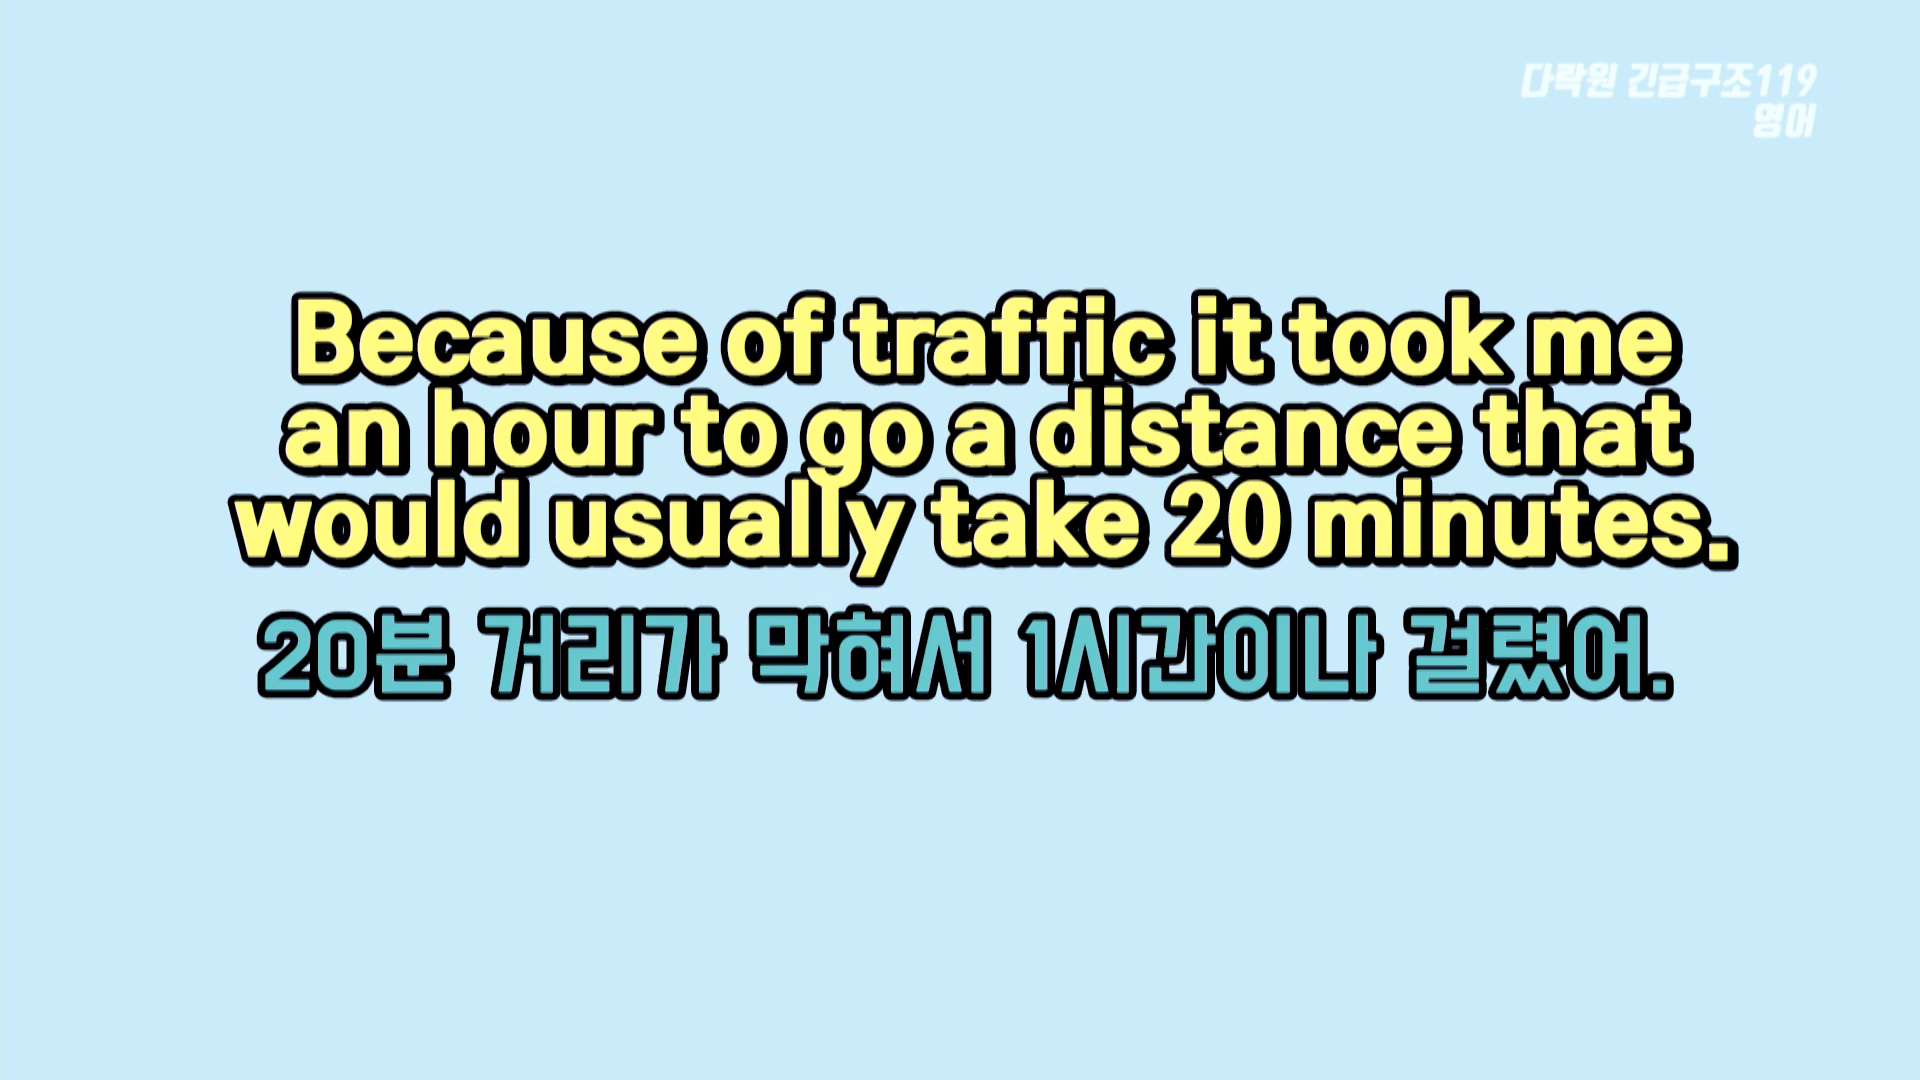 다락원 긴급구조119
영어
Because of traffic it took me
an hour to go a distance that
would usually take 20 minutes.
20분 거리가 막혀서 1시간이나 걸렸어.